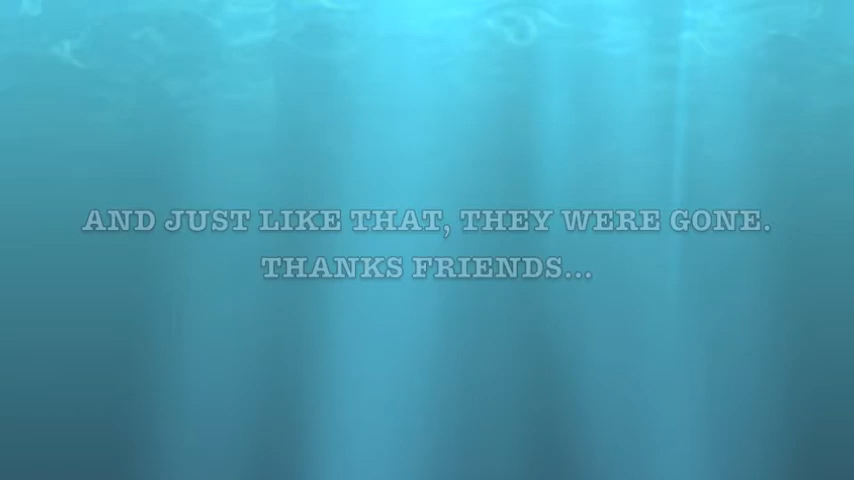 AND JUST LIKE THAT, THEY WERE GONE.
THANKS FRIENDS...